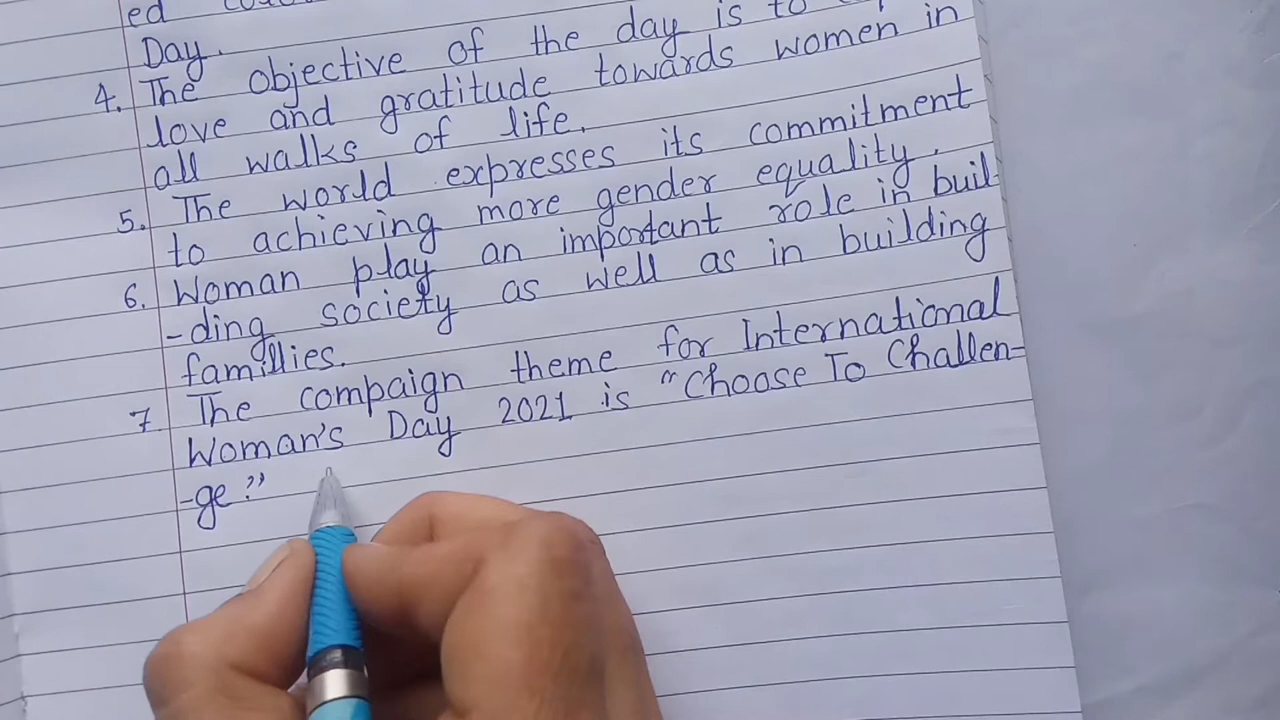 ed
Day.
4. The objective of the day is to
love and gratitude towards women in
all walks of life.
5. The world expresses its commitment
to achieving more gender equality.
6. Woman play an important role in buil-
-ding society as well as in building
famillies.
7. The compaign theme for International
Woman's Day 2021 is "Choose To Challen-
-ge."